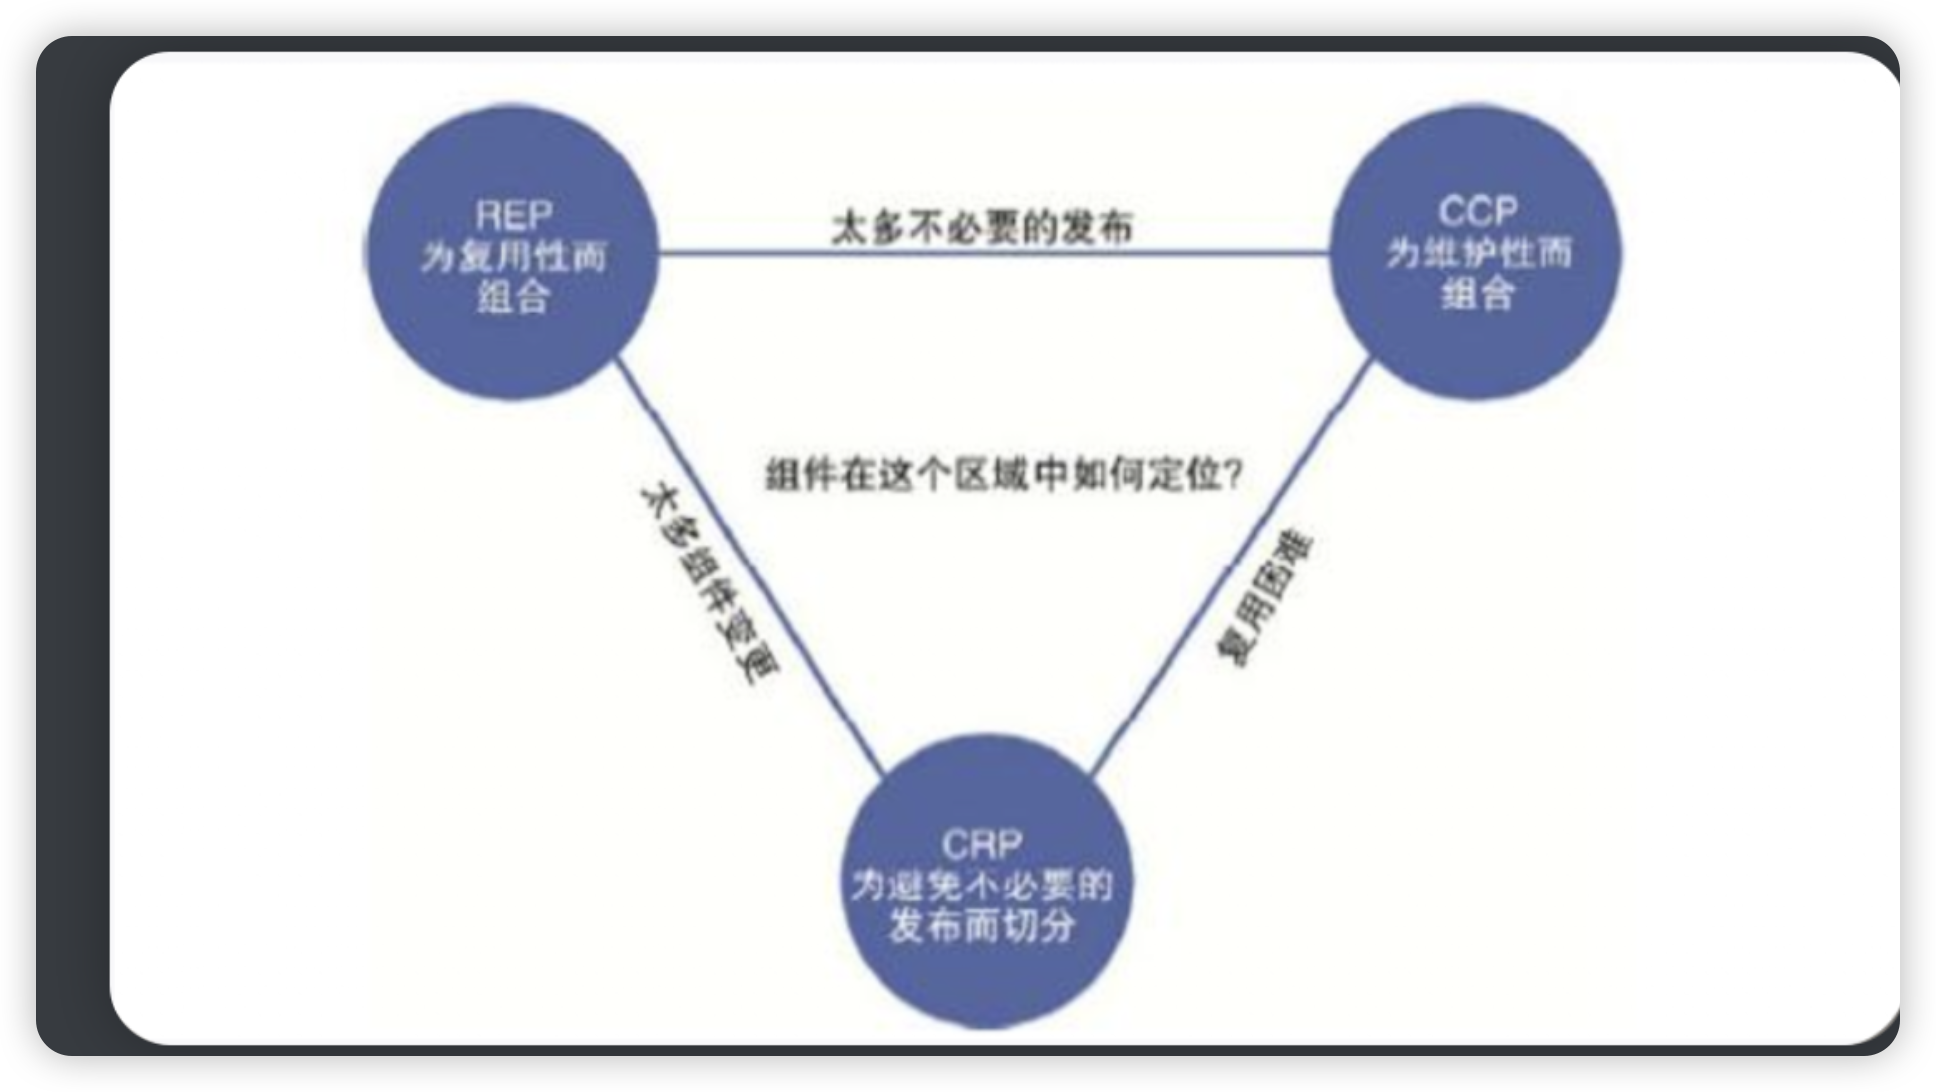 REP
为复用性而
组合
太多不必要的发布
CCP
为维护性而
组合
组件在这个区域中如何定位?
太多组件变更
复用困难
CRP
为避免不必要的
发布而切分